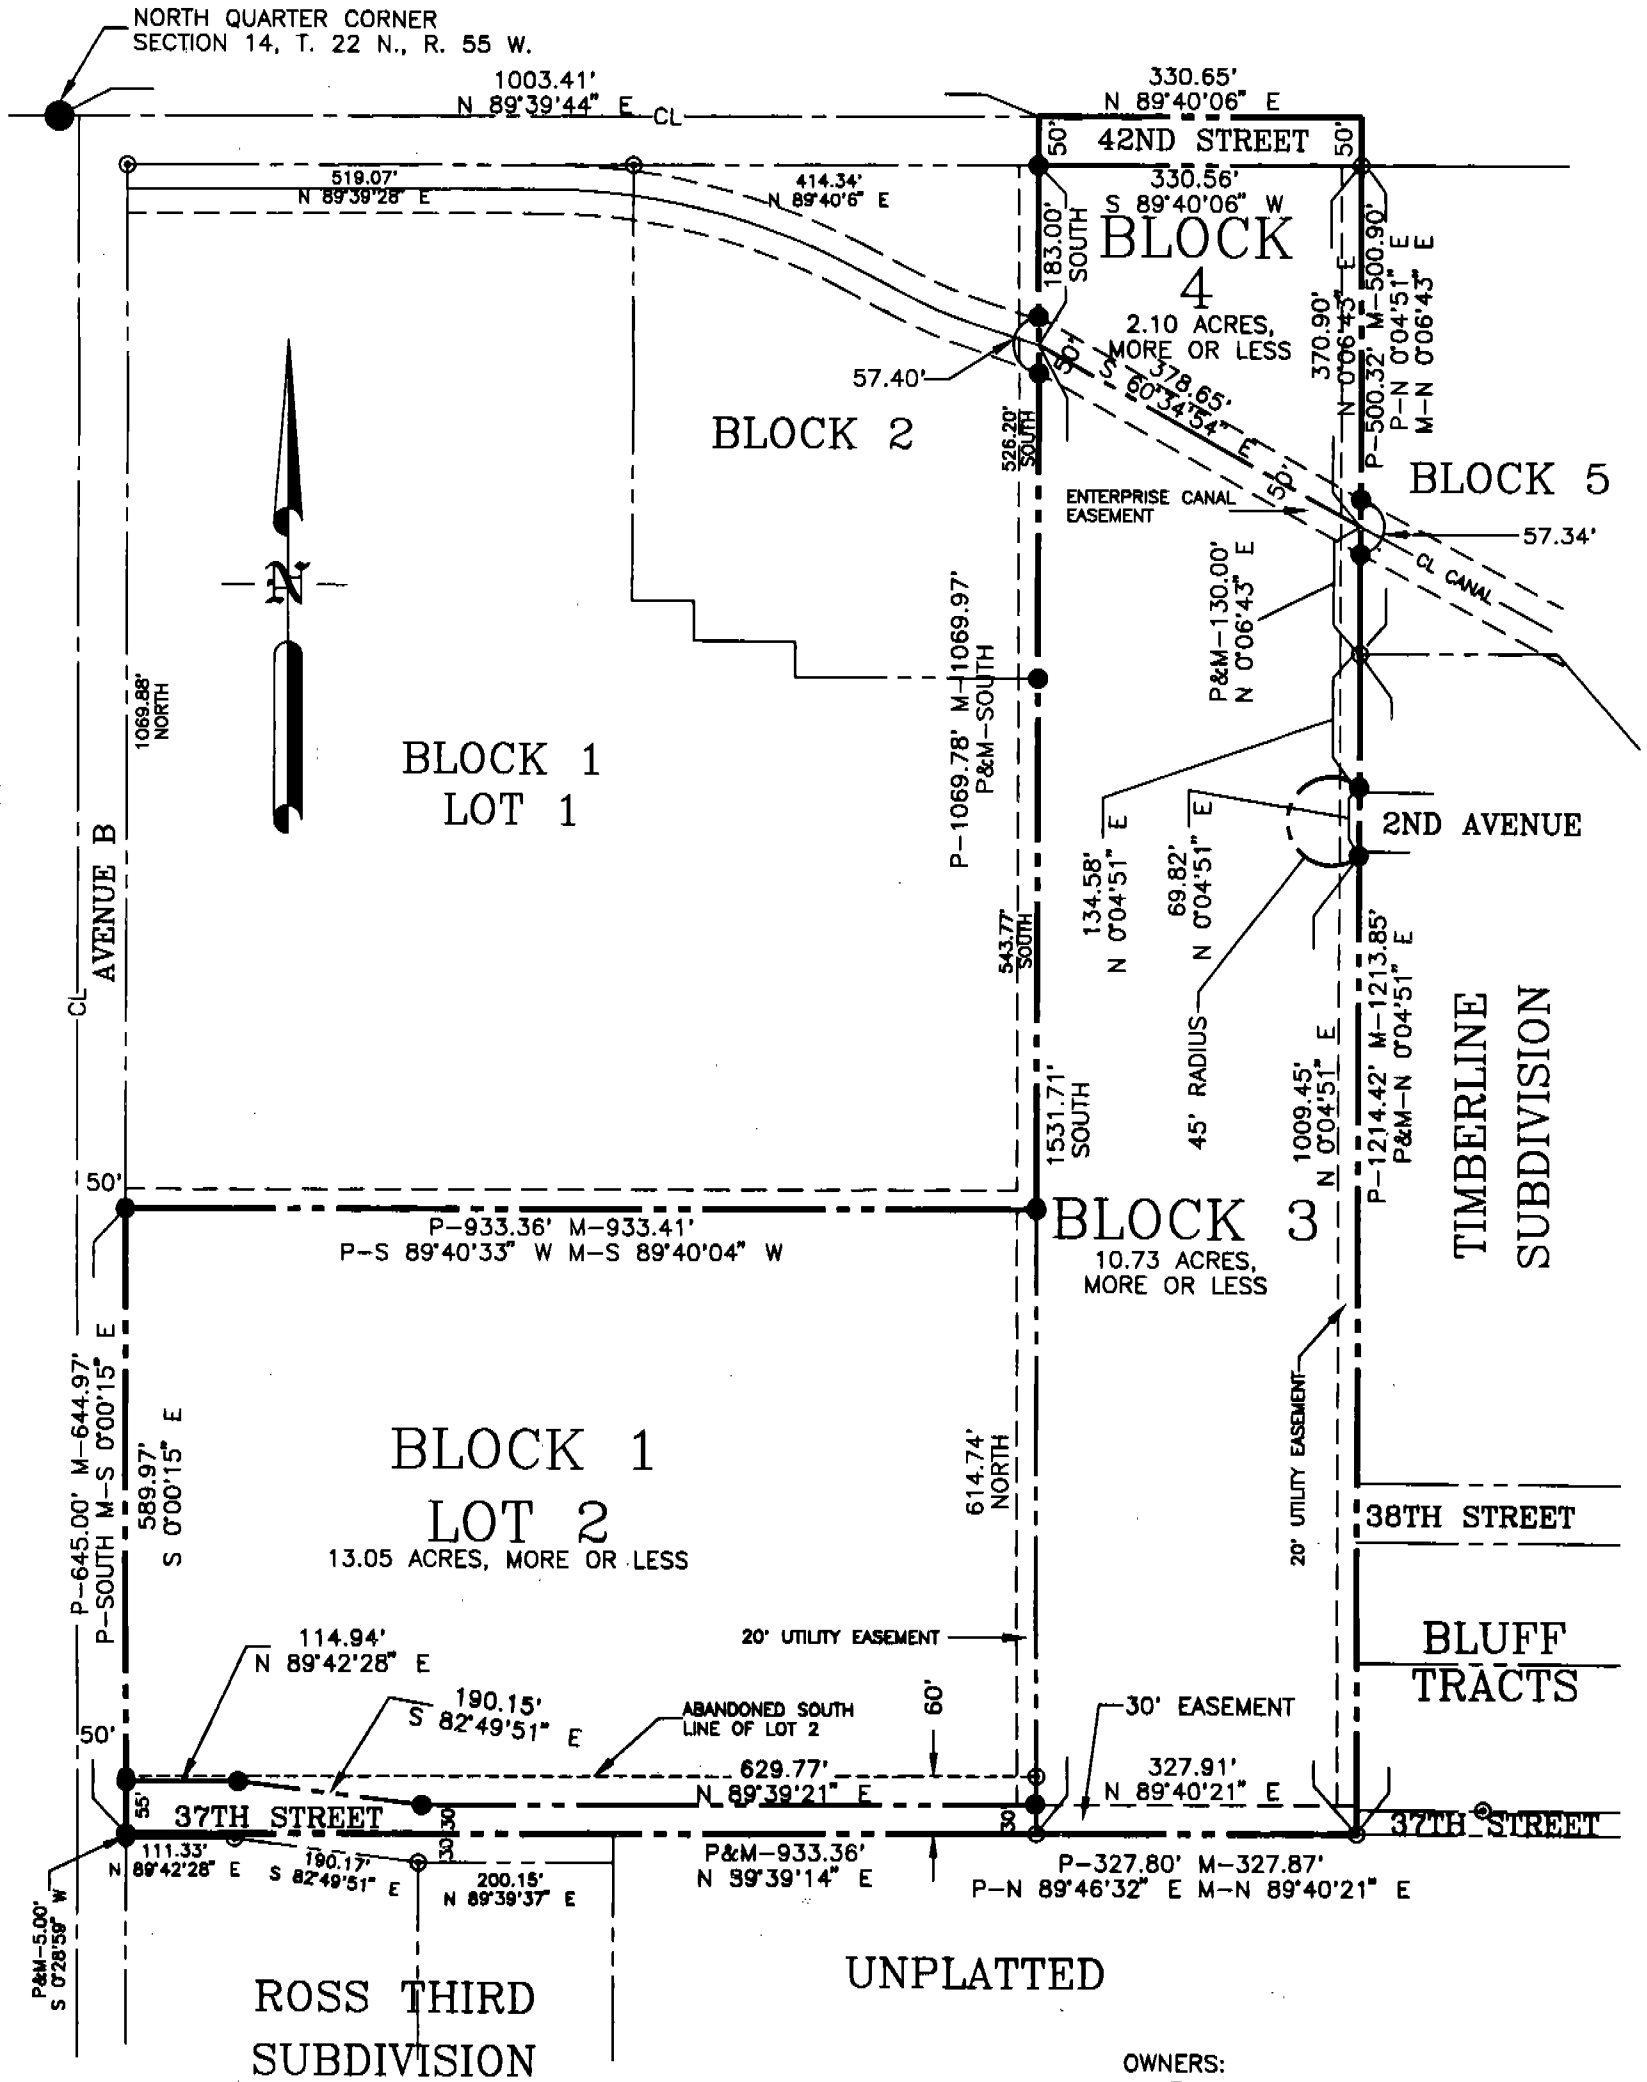 NORTH QUARTER CORNER
SECTION 14, T. 22 N., R. 55 W.
1003.41'
N 89°39'44" E
CL
330.65'
N 89°40'06" E
50'
42ND STREET
50'
519.07'
N 89°39'28" E
414.34'
N 89°40'6" E
330.56'
S 89°40'06" W
183.00'
SOUTH
BLOCK
4
2.10 ACRES,
MORE OR LESS
370.90'
N 0°06'43" E
P-500.32' M-500.90'
P-N 0°04'51" E
M-N 0°06'43" E
57.40'
50'
378.65'
S 60°34'54" E
50'
BLOCK 2
526.20'
SOUTH
ENTERPRISE CANAL
EASEMENT
BLOCK 5
57.34'
CL CANAL
P&M-130.00'
N 0°06'43" E
N
1069.88'
NORTH
P-1069.78' M-1069.97'
P&M-SOUTH
BLOCK 1
LOT 1
AVENUE B
CL
134.58'
N 0°04'51" E
69.82'
N 0°04'51" E
2ND AVENUE
543.77'
SOUTH
45' RADIUS
1531.71'
SOUTH
1009.45'
N 0°04'51" E
P-1214.42' M-1213.85'
P&M-N 0°04'51" E
TIMBERLINE
SUBDIVISION
50'
P-933.36' M-933.41'
P-S 89°40'33" W M-S 89°40'04" W
BLOCK 3
10.73 ACRES,
MORE OR LESS
P-645.00' M-644.97'
P-SOUTH M-S 0°00'15" E
589.97'
S 0°00'15" E
BLOCK 1
LOT 2
13.05 ACRES, MORE OR LESS
614.74'
NORTH
20' UTILITY EASEMENT
38TH STREET
BLUFF
TRACTS
114.94'
N 89°42'28" E
190.15'
S 82°49'51" E
20' UTILITY EASEMENT
ABANDONED SOUTH
LINE OF LOT 2
60'
30' EASEMENT
50'
629.77'
N 89°39'21" E
327.91'
N 89°40'21" E
55'
37TH STREET
30
30
30'
37TH STREET
111.33'
N 89°42'28" E
190.17'
S 82°49'51" E
200.15'
N 89°39'37" E
P&M-933.36'
N 89°39'14" E
P-327.80' M-327.87'
P-N 89°46'32" E M-N 89°40'21" E
P&M-5.00'
S 0°28'59" W
ROSS THIRD
SUBDIVISION
UNPLATTED
OWNERS: